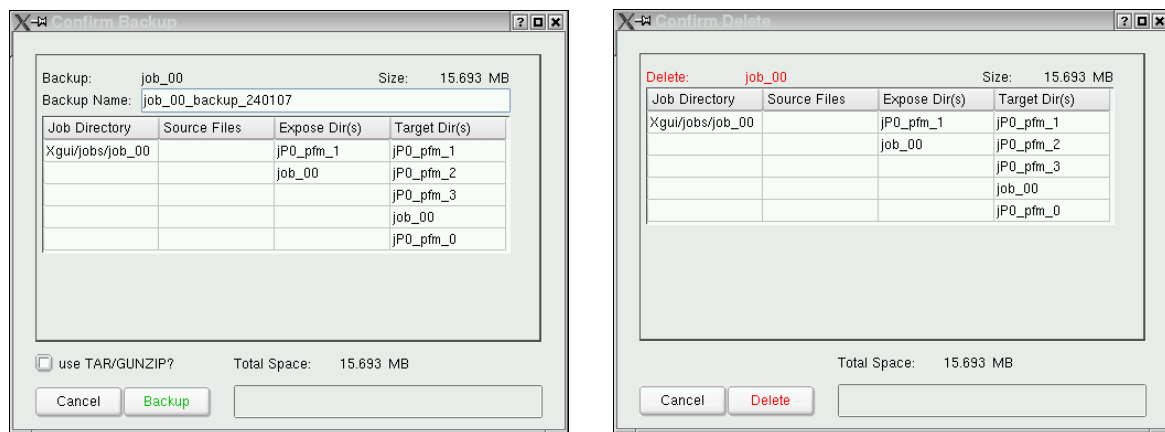 Confirm Backup
Backup: job_00 Size: 15.693 MB
Backup Name: job_00_backup_240107
Job Directory Source Files Expose Dir(s) Target Dir(s)
Xgui/jobs/job_00 jP0_pfm_1 jP0_pfm_1
job_00 jP0_pfm_2
jP0_pfm_3
job_00
jP0_pfm_0
use TAR/GUNZIP? Total Space: 15.693 MB
Cancel Backup
Confirm Delete
Delete: job_00 Size: 15.693 MB
Job Directory Source Files Expose Dir(s) Target Dir(s)
Xgui/jobs/job_00 jP0_pfm_1 jP0_pfm_1
job_00 jP0_pfm_2
jP0_pfm_3
job_00
jP0_pfm_0
Total Space: 15.693 MB
Cancel Delete